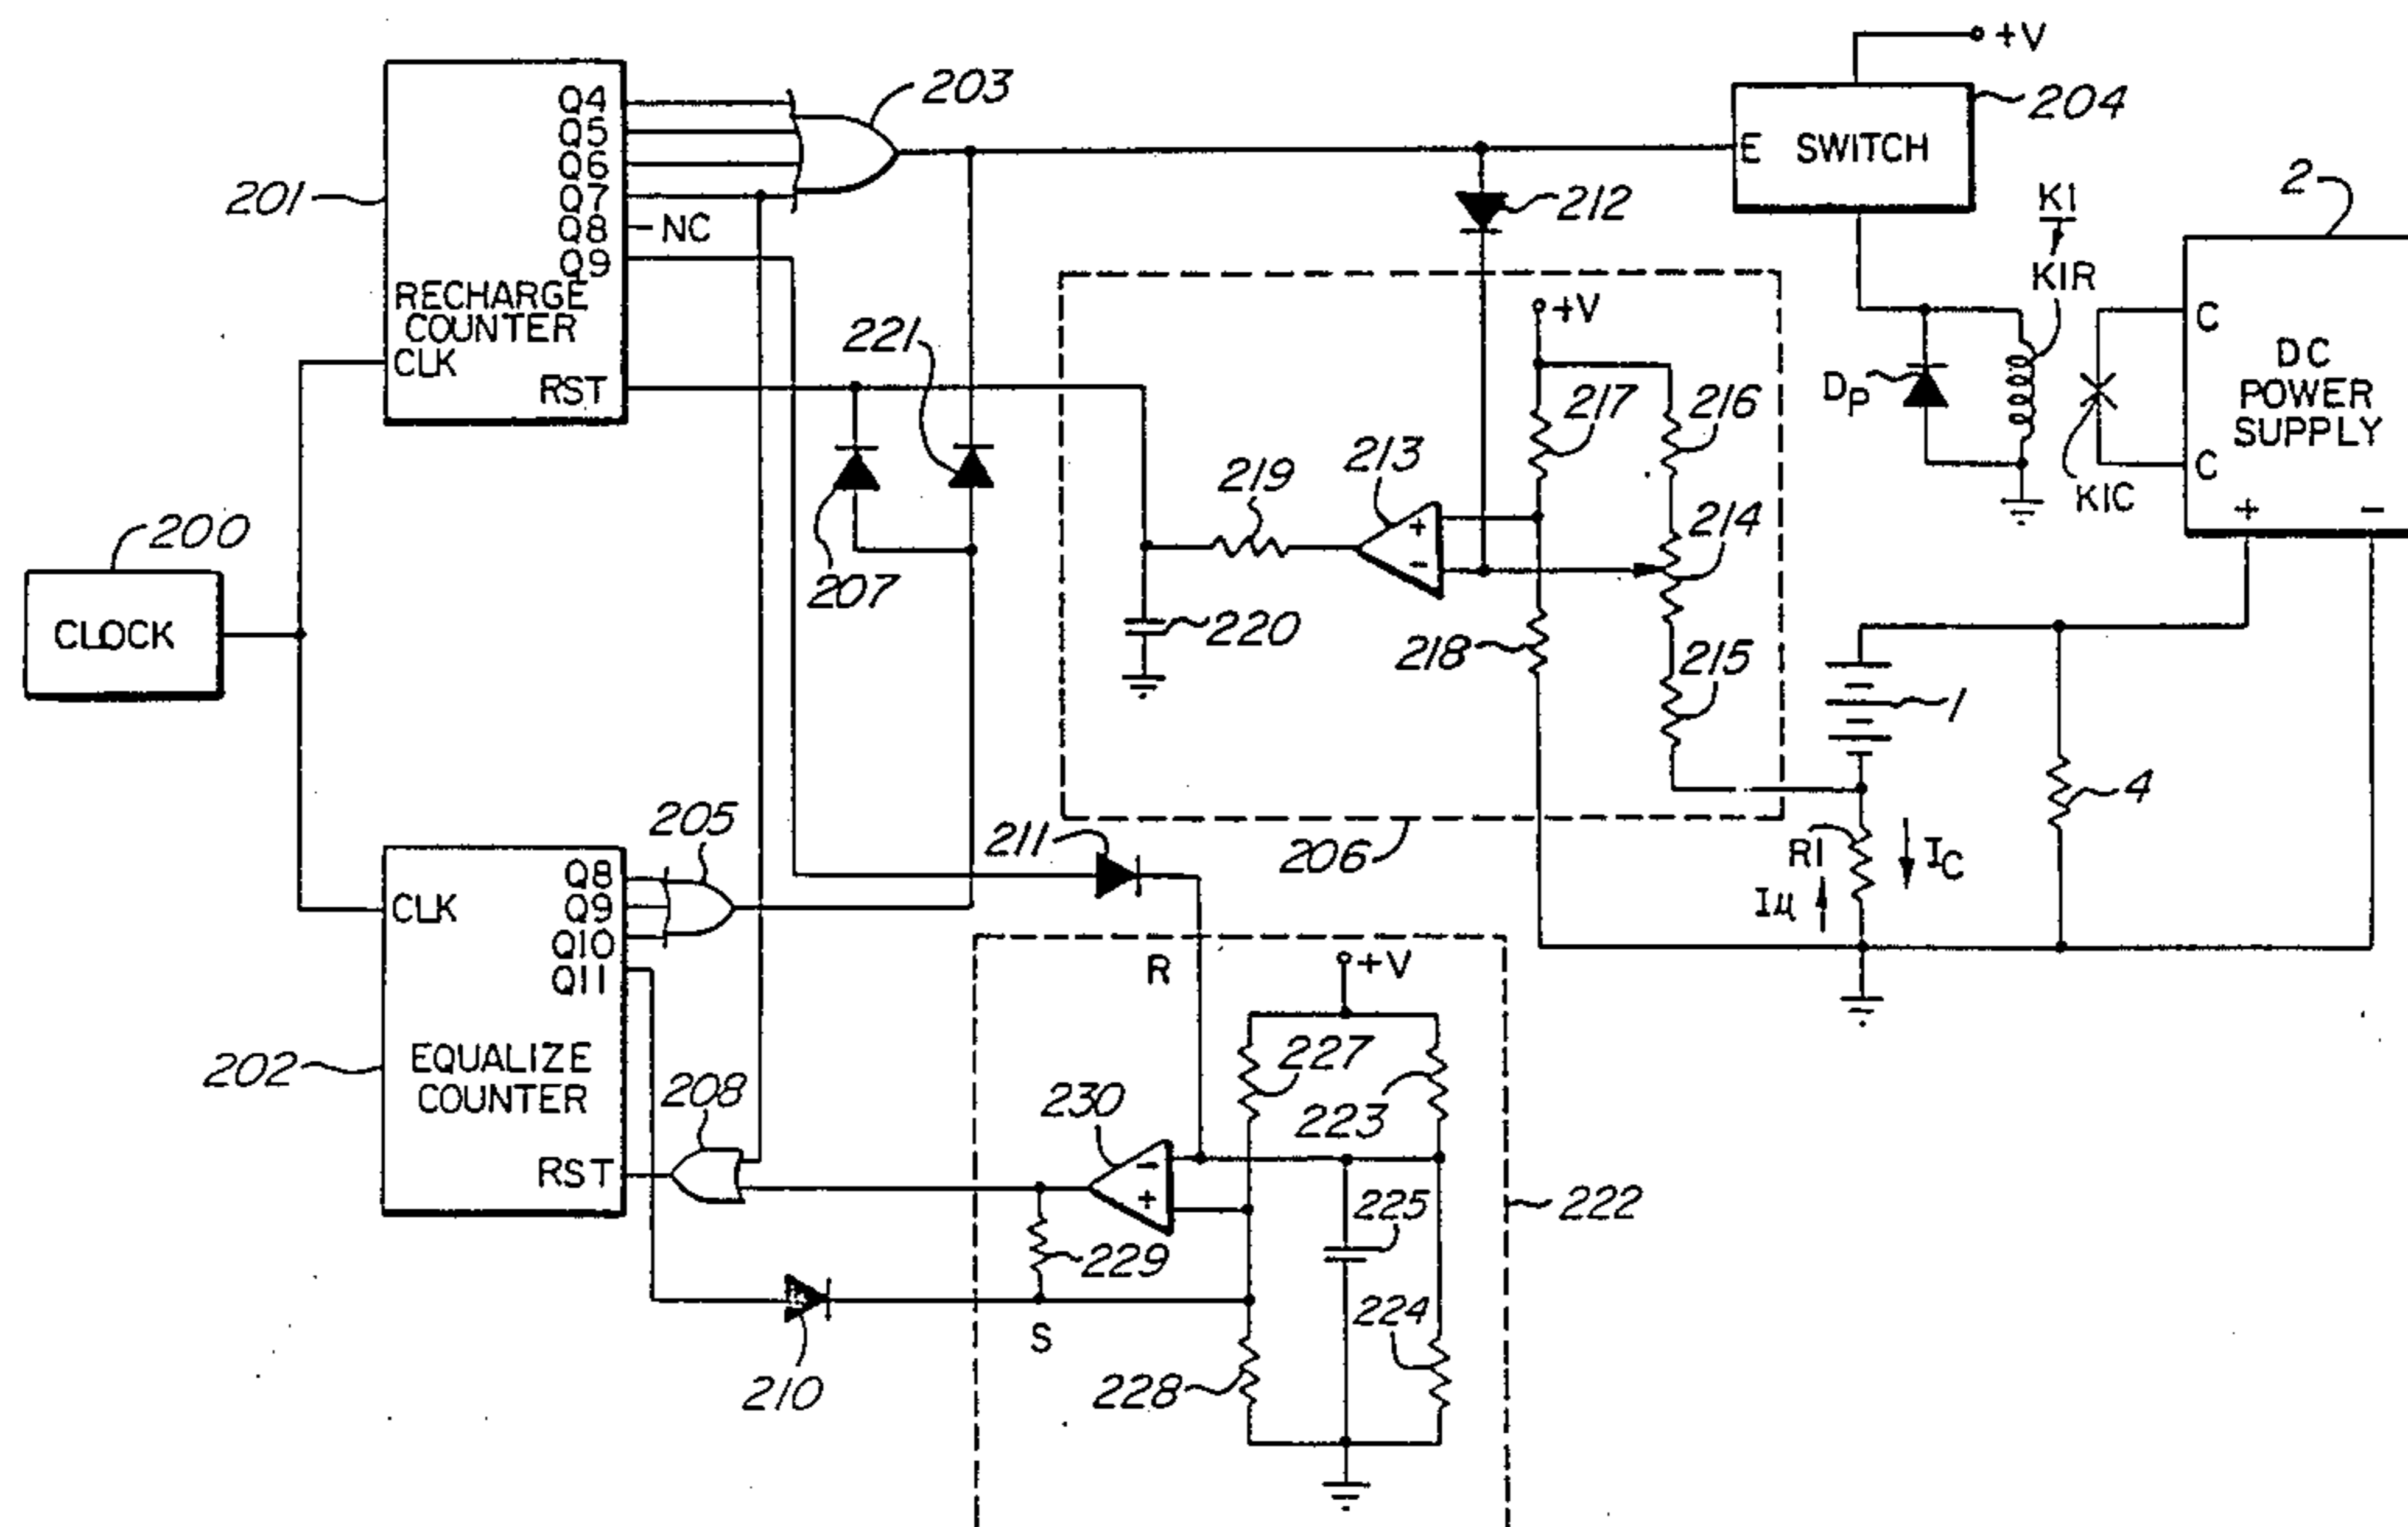 +V
Q4
Q5
Q6
Q7
Q8
NC
Q9
203
E
SWITCH
204
201
212
2
K1
K1R
RECHARGE
COUNTER
CLK
RST
221
+V
C
DC
POWER
SUPPLY
C
+
-
DP
K1C
217
216
200
CLOCK
207
219
213
+
-
214
220
218
215
1
4
205
211
206
R1
IC
Iμ
CLK
Q8
Q9
Q10
Q11
R
+V
202
EQUALIZE
COUNTER
208
230
227
223
RST
-
+
225
222
229
S
224
210
228